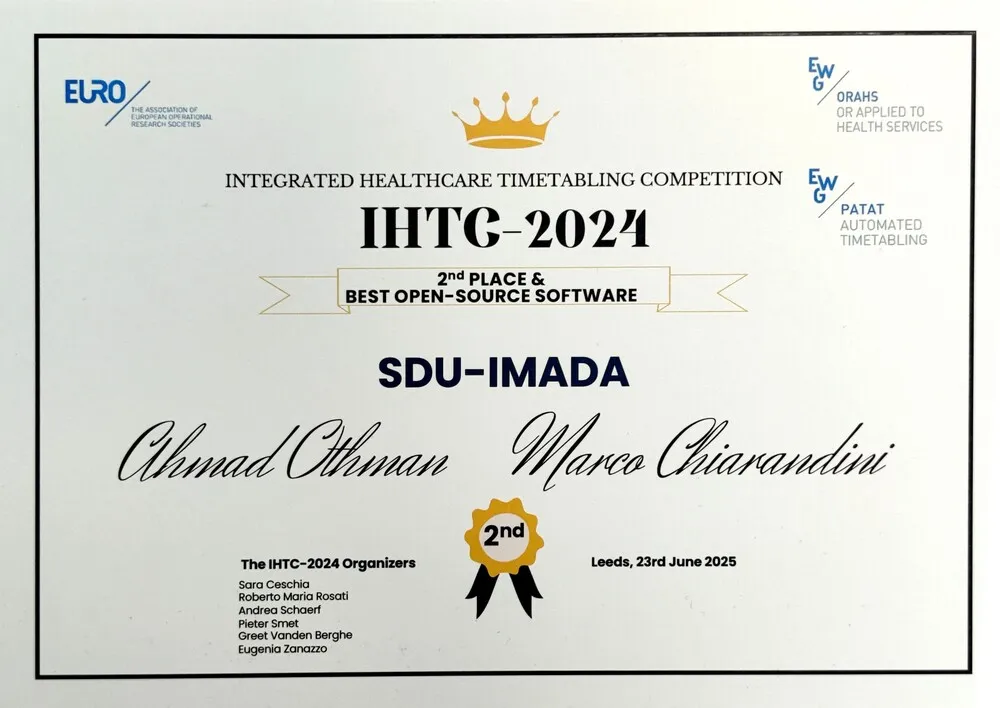 EURO
THE ASSOCIATION OF
EUROPEAN OPERATIONAL
RESEARCH SOCIETIES
EWG
ORAHS
OR APPLIED TO
HEALTH SERVICES
EWG
PATAT
AUTOMATED
TIMETABLING
INTEGRATED HEALTHCARE TIMETABLING COMPETITION
IHTC-2024
2nd PLACE &
BEST OPEN-SOURCE SOFTWARE
SDU-IMADA
Ahmad Othman Marco Chiarandini
2nd
The IHTC-2024 Organizers
Sara Ceschia
Roberto Maria Rosati
Andrea Schaerf
Pieter Smet
Greet Vanden Berghe
Eugenia Zanazzo
Leeds, 23rd June 2025